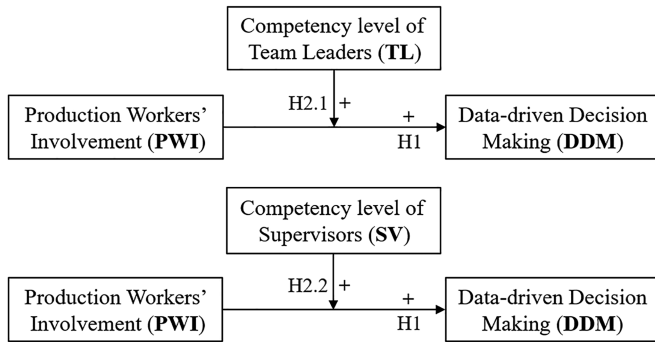 Competency level of
Team Leaders (TL)
H2.1 +
Production Workers'
Involvement (PWI)
+
H1
Data-driven Decision
Making (DDM)
Competency level of
Supervisors (SV)
H2.2 +
Production Workers'
Involvement (PWI)
+
H1
Data-driven Decision
Making (DDM)